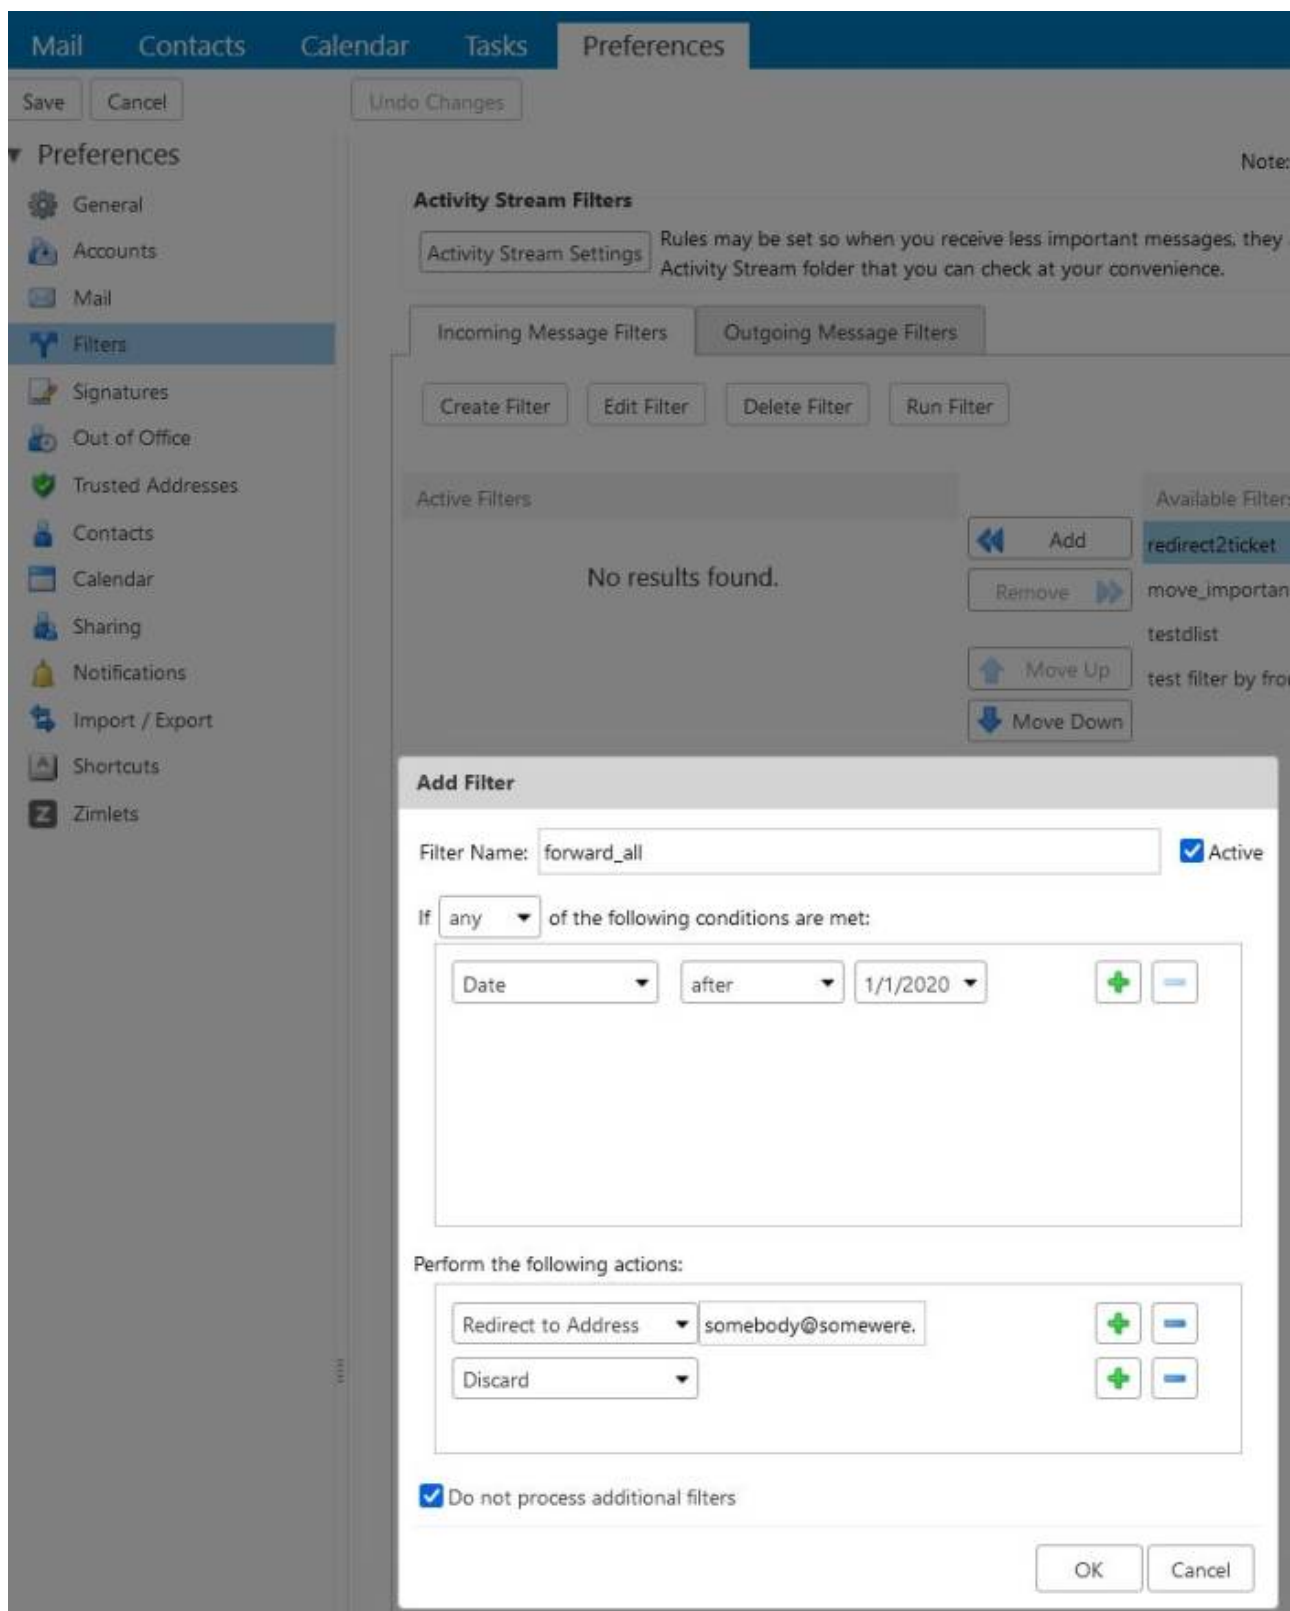 Mail Contacts Calendar Tasks Preferences
Save Cancel Undo Changes
Preferences
Note:
General
Accounts
Mail
Filters
Signatures
Out of Office
Trusted Addresses
Contacts
Calendar
Sharing
Notifications
Import / Export
Shortcuts
Z Zimlets
Activity Stream Filters
Activity Stream Settings
Rules may be set so when you receive less important messages, they
Activity Stream folder that you can check at your convenience.
Incoming Message Filters Outgoing Message Filters
Create Filter Edit Filter Delete Filter Run Filter
Active Filters
No results found.
Add
Remove
Move Up
Move Down
Available Filters
redirect2ticket
move_importan
testdlist
test filter by fro
Add Filter
Filter Name: forward_all Active
If any of the following conditions are met:
Date after 1/1/2020
Perform the following actions:
Redirect to Address somebody@somewere.
Discard
Do not process additional filters
OK Cancel